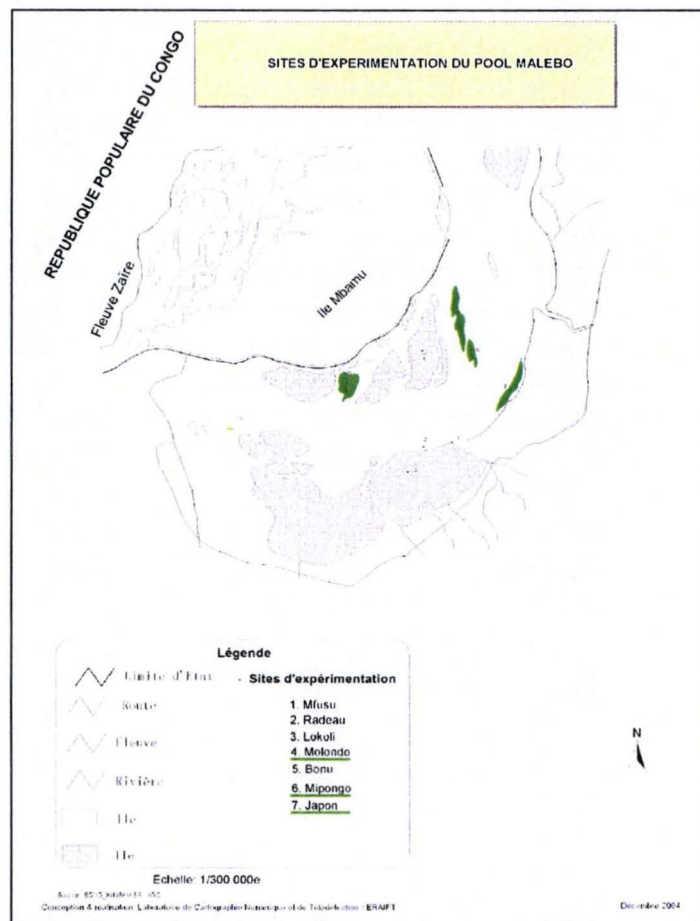 SITES D'EXPERIMENTATION DU POOL MALEBO
REPUBLIQUE POPULAIRE DU CONGO
Fleuve Zaire
Ile Mbamu
Légende
Limite d'Etat
Route
Fleuve
Rivière
Ile
Ile
- Sites d'expérimentation
1. Mfusu
2. Radeau
3. Lokoli
4 Molondo
5. Bonu
6. Mipongo
7. Japon
N
Echelle: 1/300 000e
Conception & réalisation: Laboratoire de Cartographie Numérique et de Télédétection : ERAIFT
Décembre 2004